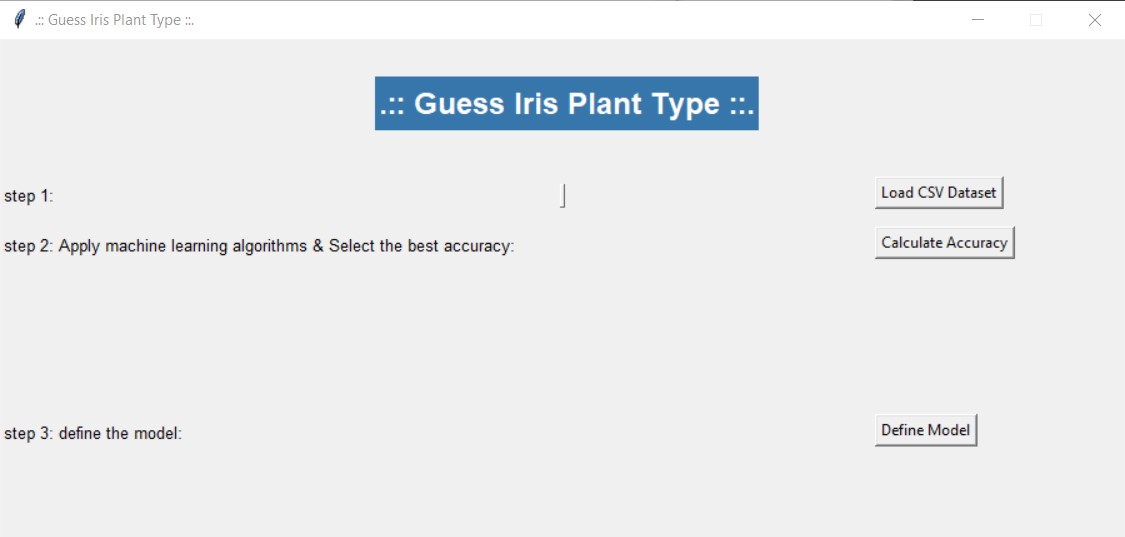 .:: Guess Iris Plant Type ::.
.:: Guess Iris Plant Type ::.
step 1:
Load CSV Dataset
step 2: Apply machine learning algorithms & Select the best accuracy:
Calculate Accuracy
step 3: define the model:
Define Model